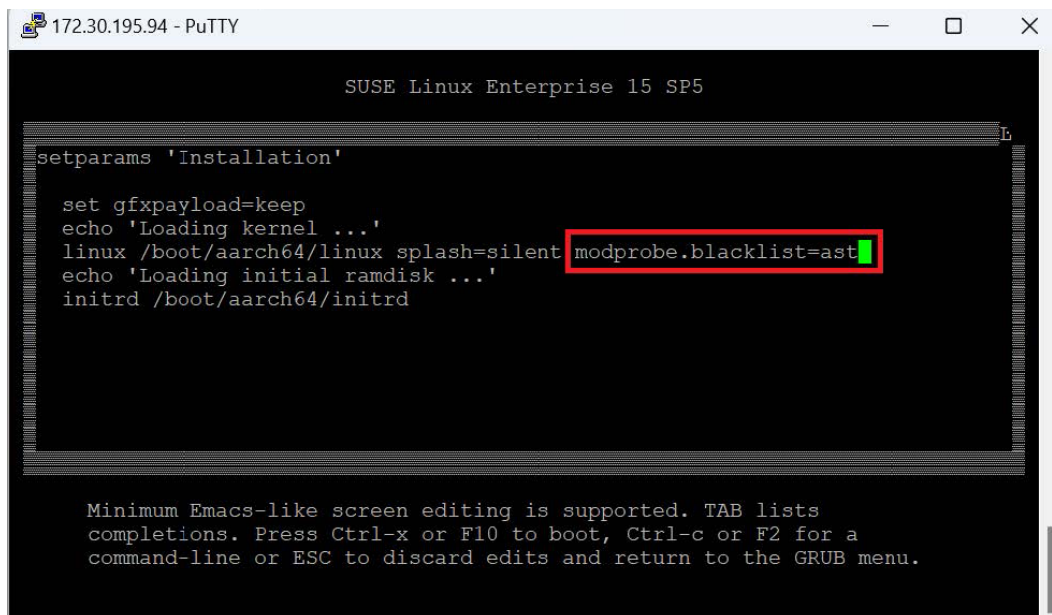 172.30.195.94 - PuTTY
SUSE Linux Enterprise 15 SP5
setparams 'Installation'
set gfxpayload=keep
echo 'Loading kernel ...'
linux /boot/aarch64/linux splash=silent modprobe.blacklist=ast
echo 'Loading initial ramdisk ...'
initrd /boot/aarch64/initrd
Minimum Emacs-like screen editing is supported. TAB lists
completions. Press Ctrl-x or F10 to boot, Ctrl-c or F2 for a
command-line or ESC to discard edits and return to the GRUB menu.